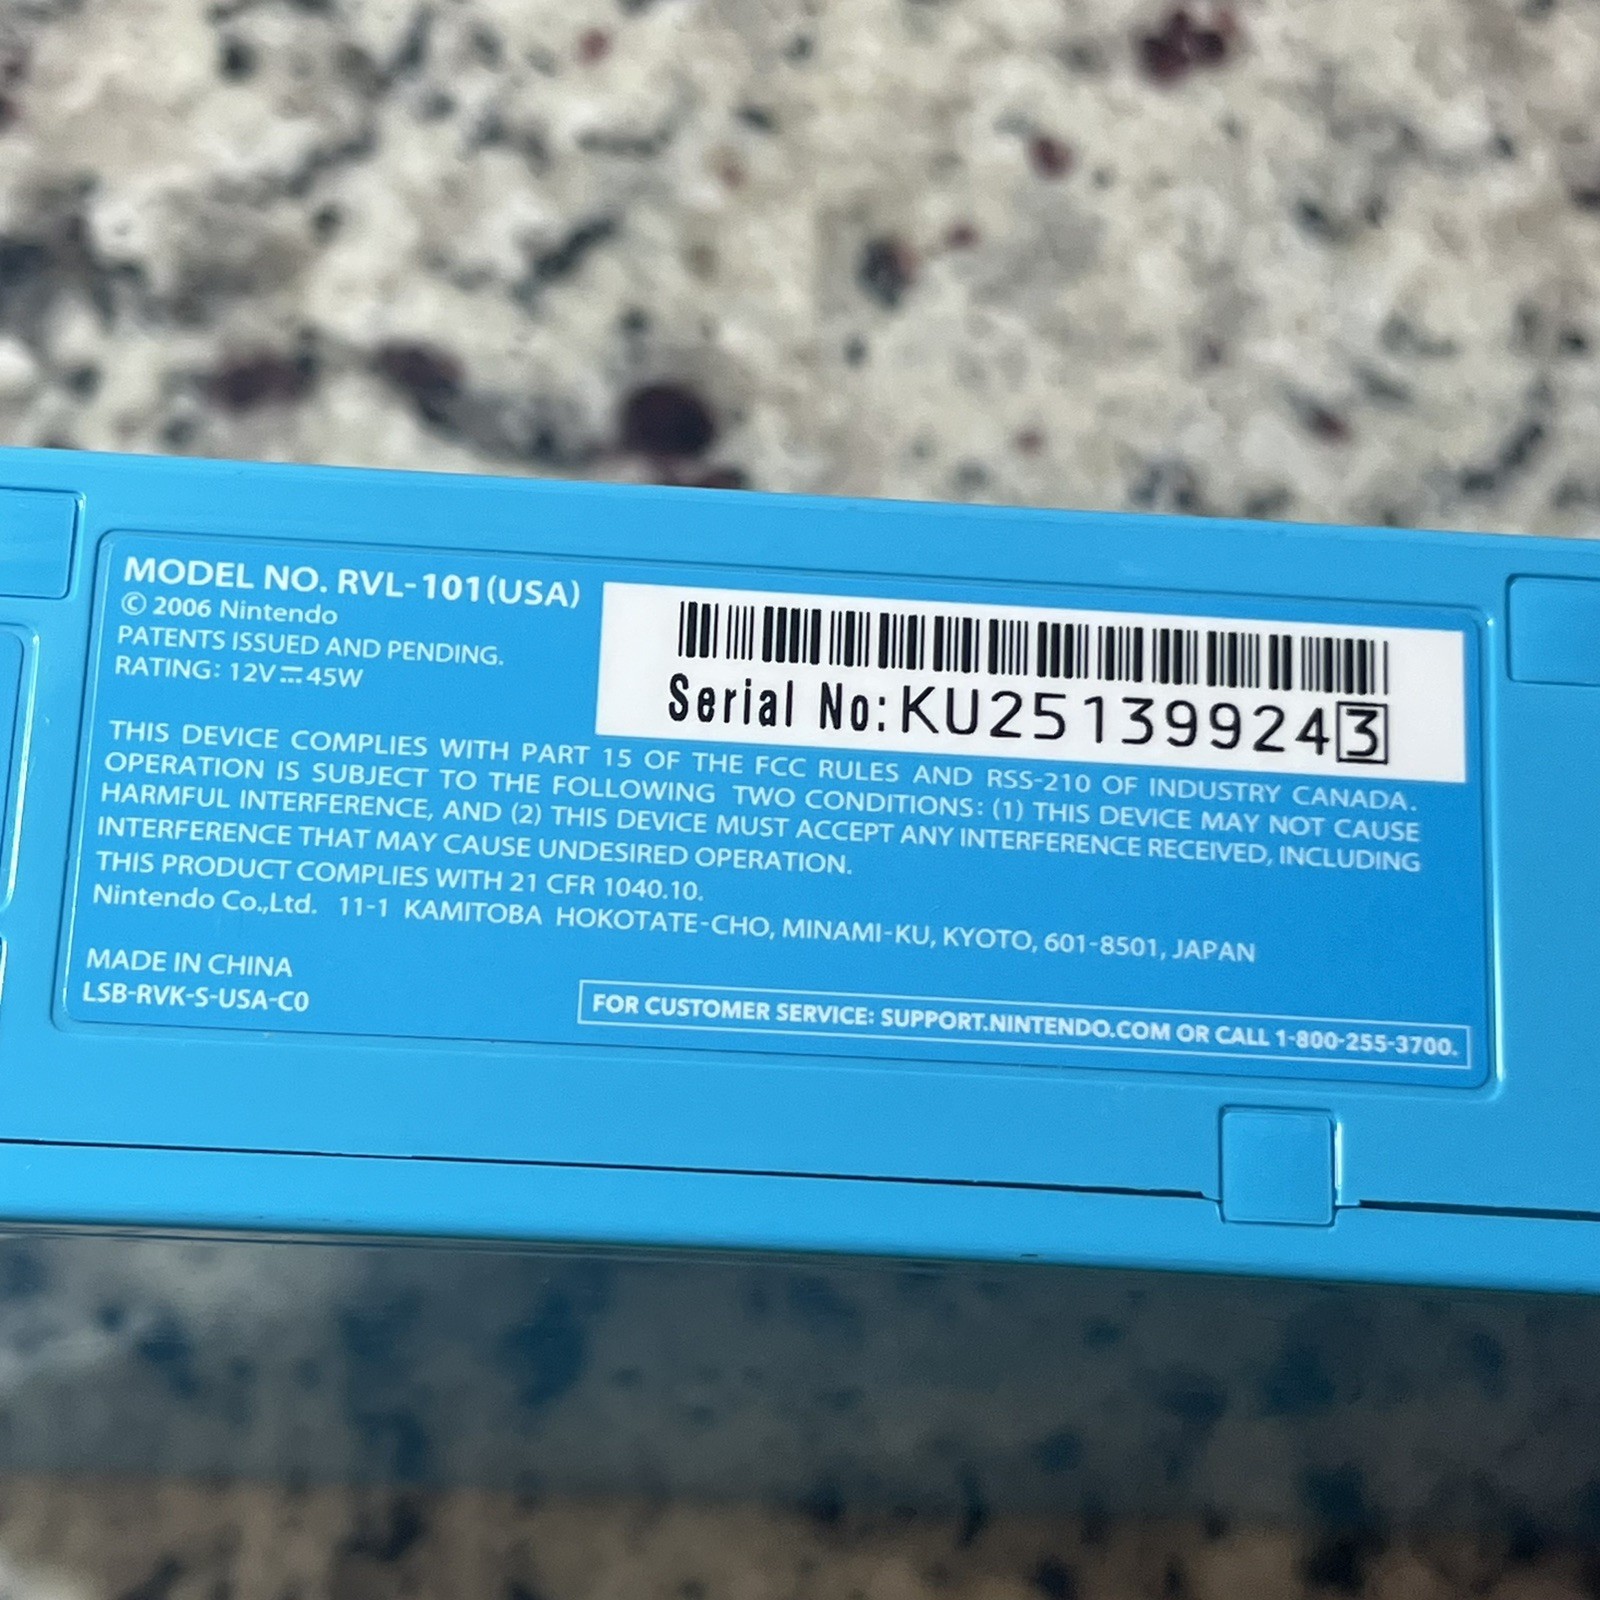 MODEL NO. RVL-101(USA)
© 2006 Nintendo
PATENTS ISSUED AND PENDING.
RATING: 12V⎓45W
Serial No:KU251399243
THIS DEVICE COMPLIES WITH PART 15 OF THE FCC RULES AND RSS-210 OF INDUSTRY CANADA.
OPERATION IS SUBJECT TO THE FOLLOWING TWO CONDITIONS: (1) THIS DEVICE MAY NOT CAUSE
HARMFUL INTERFERENCE, AND (2) THIS DEVICE MUST ACCEPT ANY INTERFERENCE RECEIVED, INCLUDING
INTERFERENCE THAT MAY CAUSE UNDESIRED OPERATION.
THIS PRODUCT COMPLIES WITH 21 CFR 1040.10.
Nintendo Co.,Ltd. 11-1 KAMITOBA HOKOTATE-CHO, MINAMI-KU, KYOTO, 601-8501, JAPAN
MADE IN CHINA
LSB-RVK-S-USA-C0
FOR CUSTOMER SERVICE: SUPPORT.NINTENDO.COM OR CALL 1-800-255-3700.